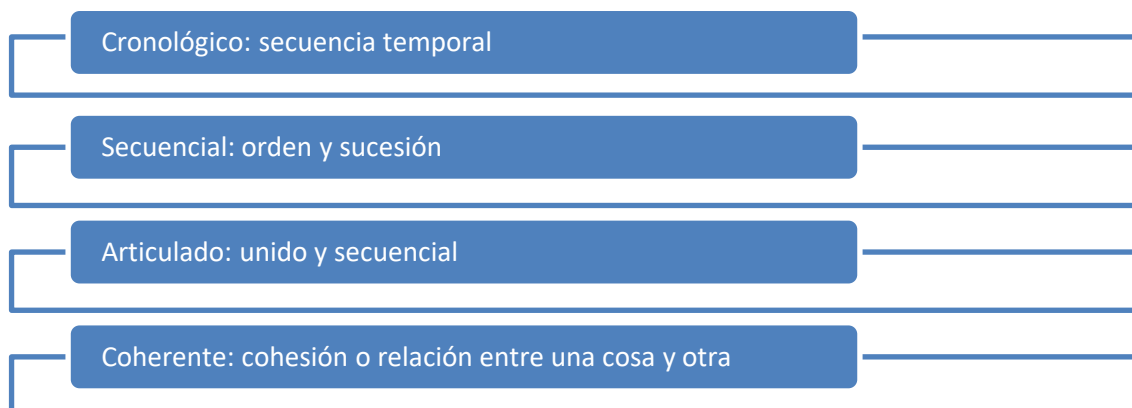 Cronológico: secuencia temporal
Secuencial: orden y sucesión
Articulado: unido y secuencial
Coherente: cohesión o relación entre una cosa y otra